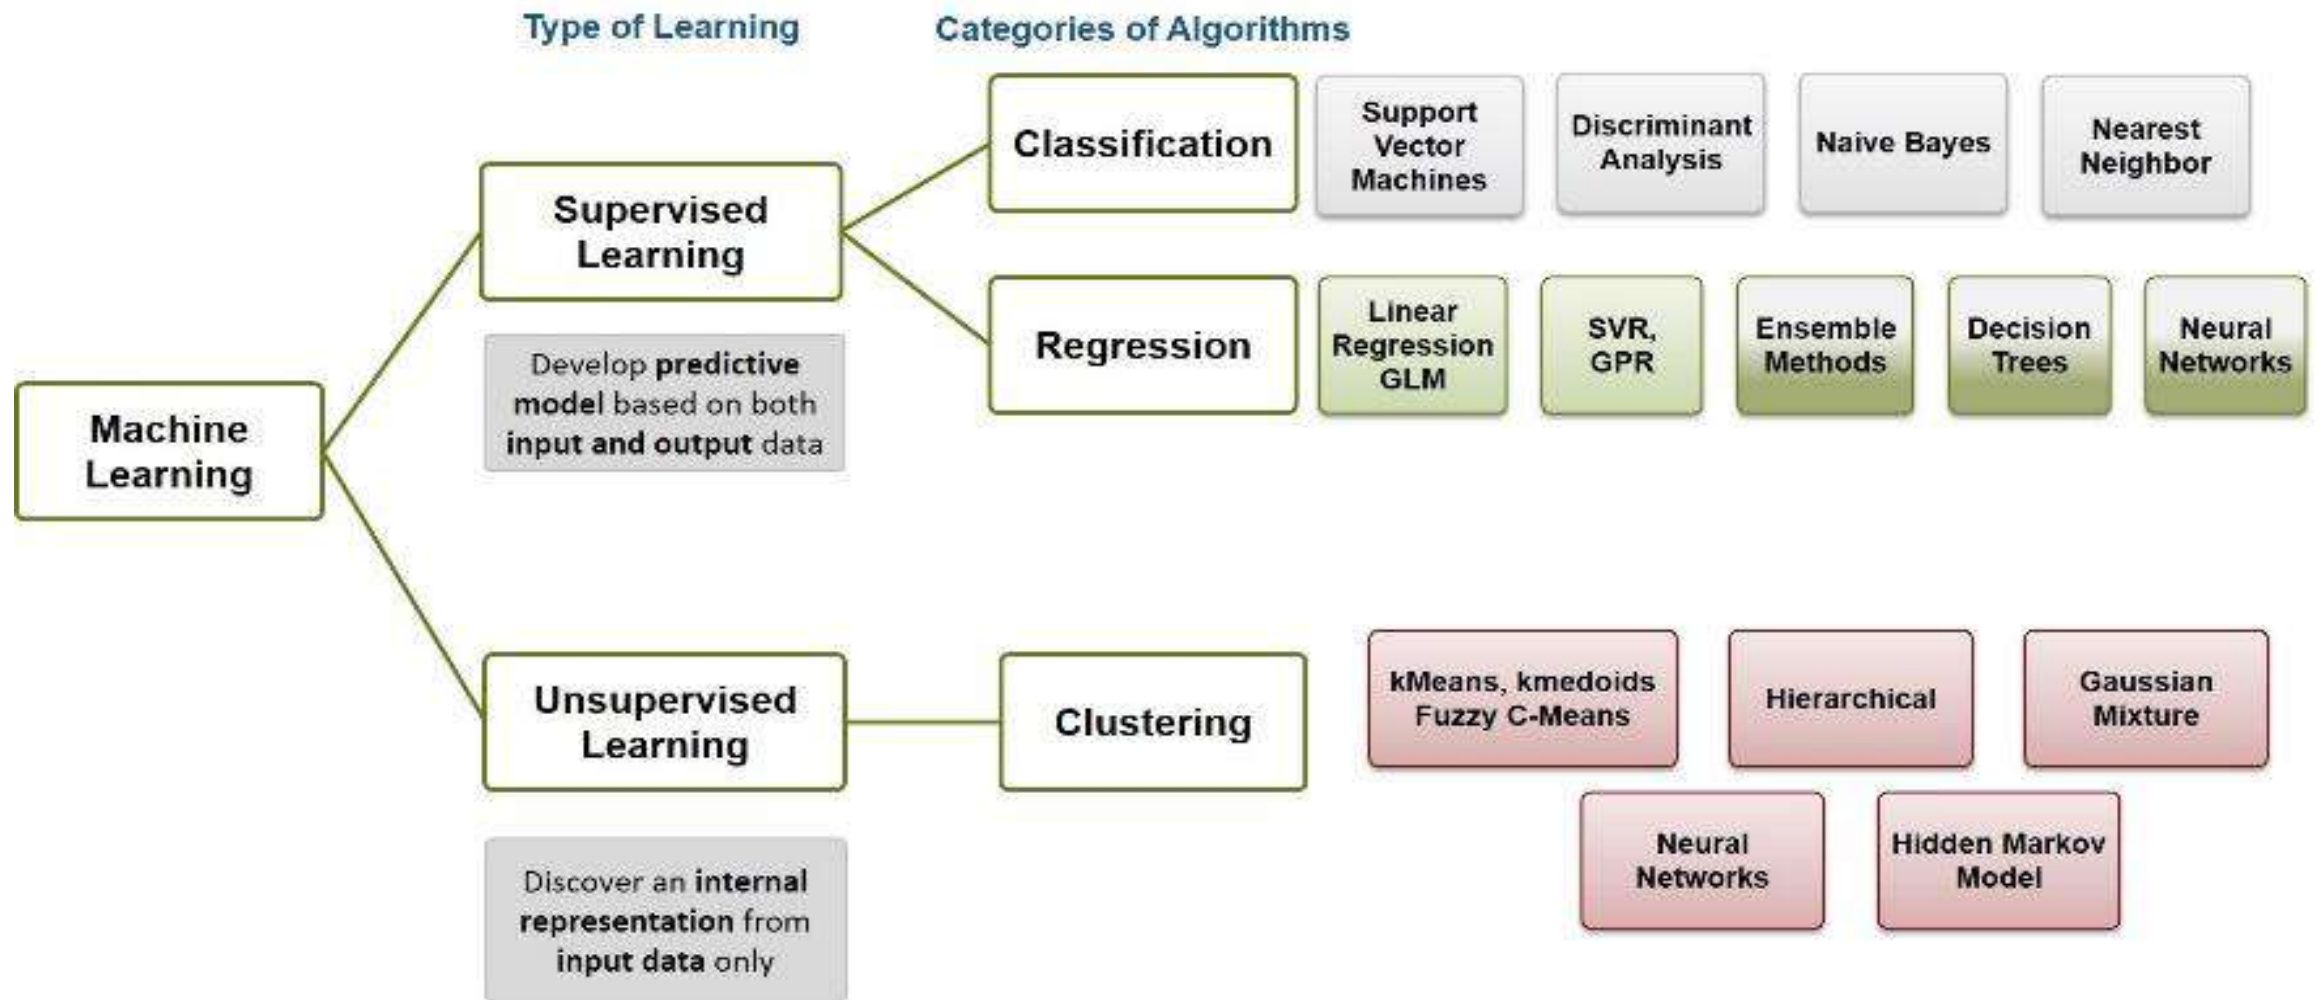 Type of Learning
Categories of Algorithms
Machine
Learning
Supervised
Learning
Develop predictive
model based on both
input and output data
Classification
Support
Vector
Machines
Discriminant
Analysis
Naive Bayes
Nearest
Neighbor
Regression
Linear
Regression
GLM
SVR,
GPR
Ensemble
Methods
Decision
Trees
Neural
Networks
Unsupervised
Learning
Discover an internal
representation from
input data only
Clustering
kMeans, kmedoids
Fuzzy C-Means
Hierarchical
Gaussian
Mixture
Neural
Networks
Hidden Markov
Model